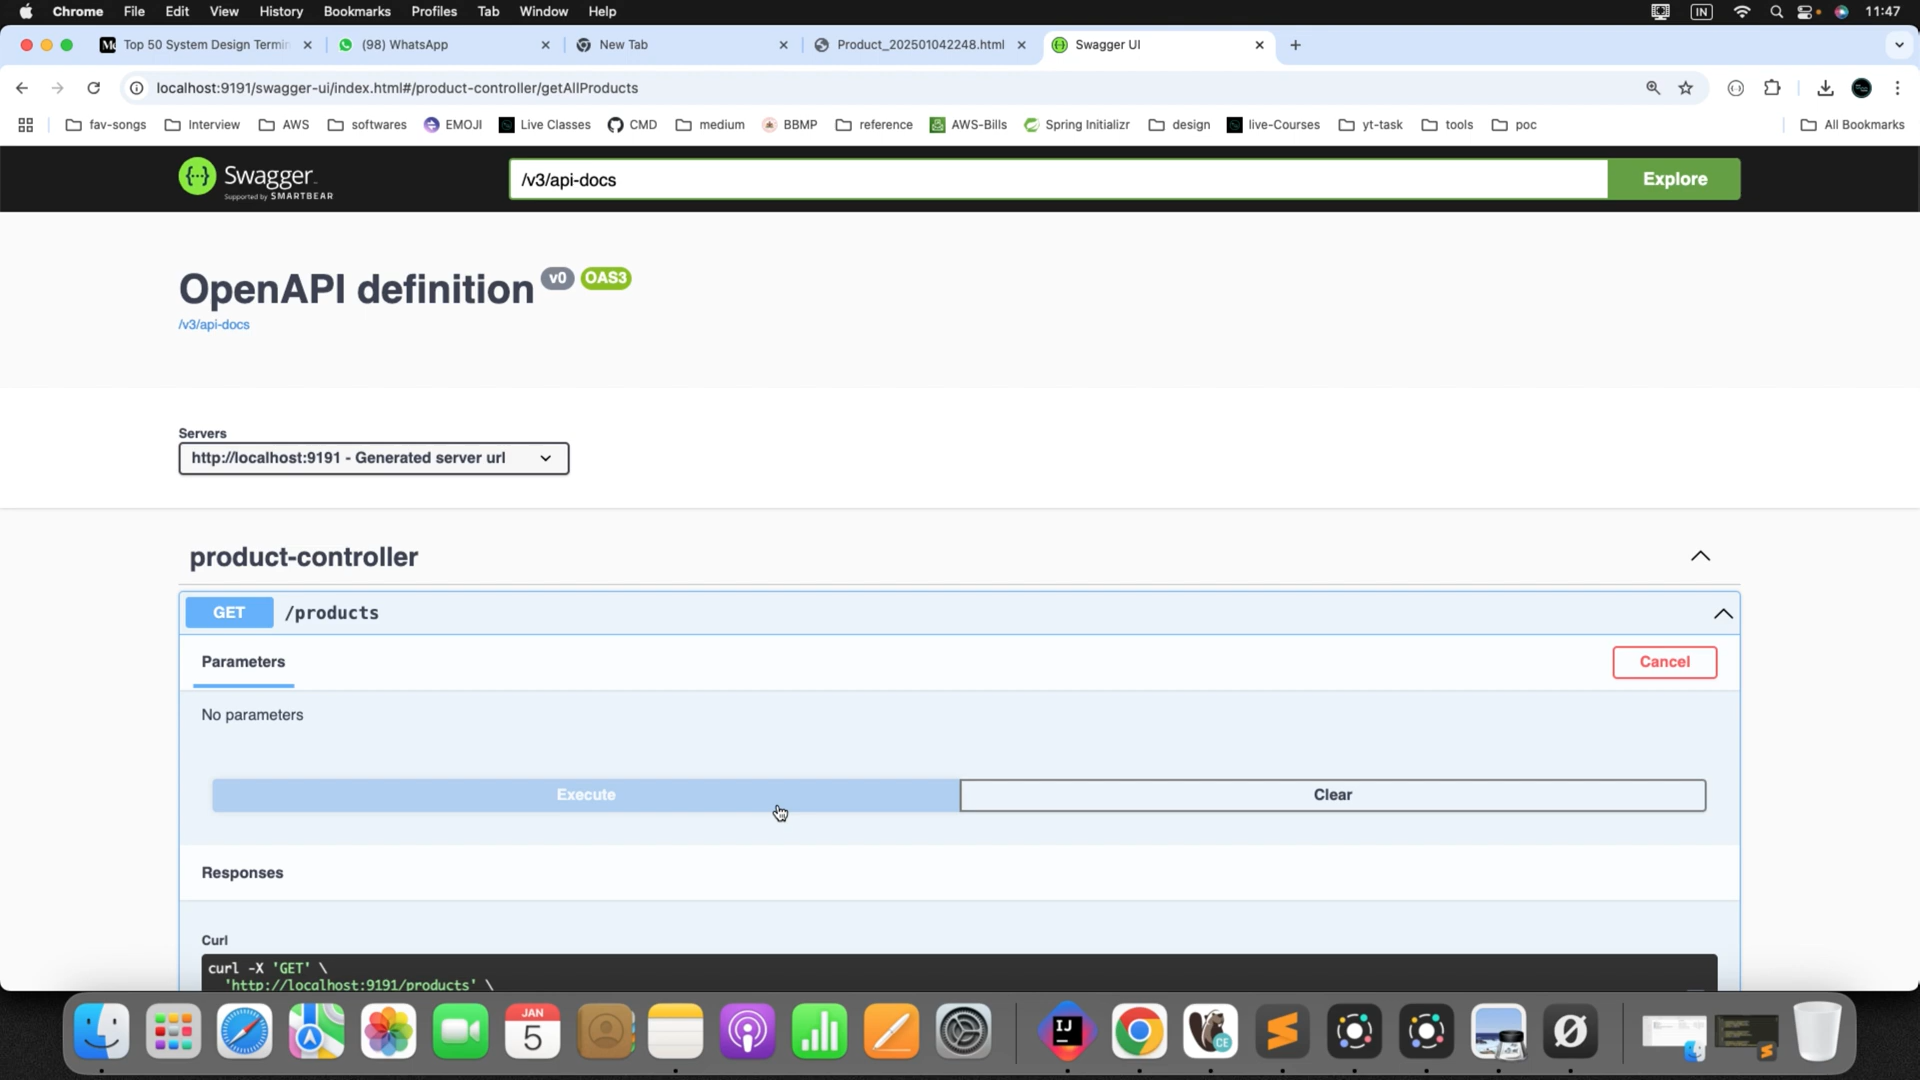 Chrome File Edit View History Bookmarks Profiles Tab Window Help IN 11:47
Top 50 System Design Termin (98) WhatsApp New Tab Product_202501042248.html Swagger UI
localhost:9191/swagger-ui/index.html#/product-controller/getAllProducts
fav-songs Interview AWS softwares EMOJI Live Classes CMD medium BBMP reference AWS-Bills Spring Initializr design live-Courses yt-task tools poc All Bookmarks
Swagger
Supported by SMARTBEAR
/v3/api-docs
Explore
OpenAPI definition v0 OAS3
/v3/api-docs
Servers
http://localhost:9191 - Generated server url
product-controller
GET /products
Parameters
Cancel
No parameters
Execute
Clear
Responses
Curl
curl -X 'GET' \
'http://localhost:9191/products' \
JAN
5
IJ
CE